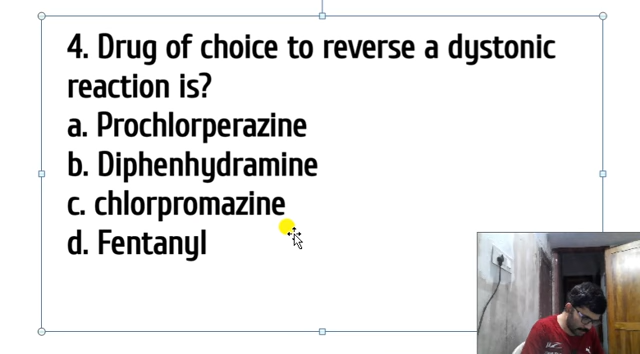 4. Drug of choice to reverse a dystonic
reaction is?
a. Prochlorperazine
b. Diphenhydramine
c. chlorpromazine
d. Fentanyl